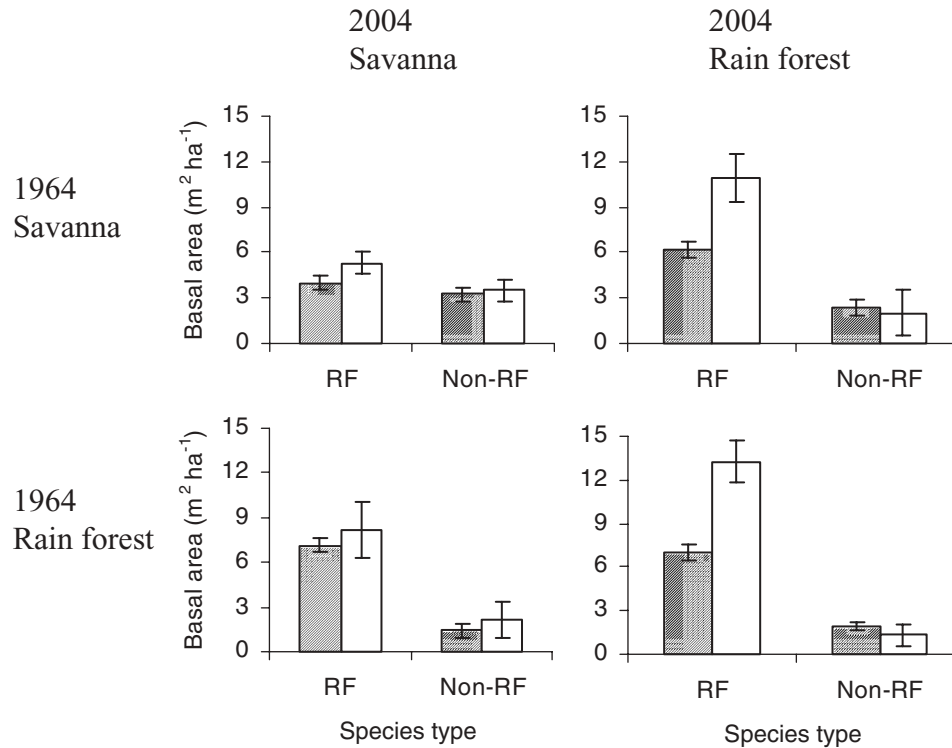 2004
Savanna
2004
Rain forest
1964
Savanna
Basal area (m² ha⁻¹)
15
12
9
6
3
0
RF
Non-RF
15
12
9
6
3
0
RF
Non-RF
1964
Rain forest
Basal area (m² ha⁻¹)
15
12
9
6
3
0
RF
Non-RF
Species type
15
12
9
6
3
0
RF
Non-RF
Species type